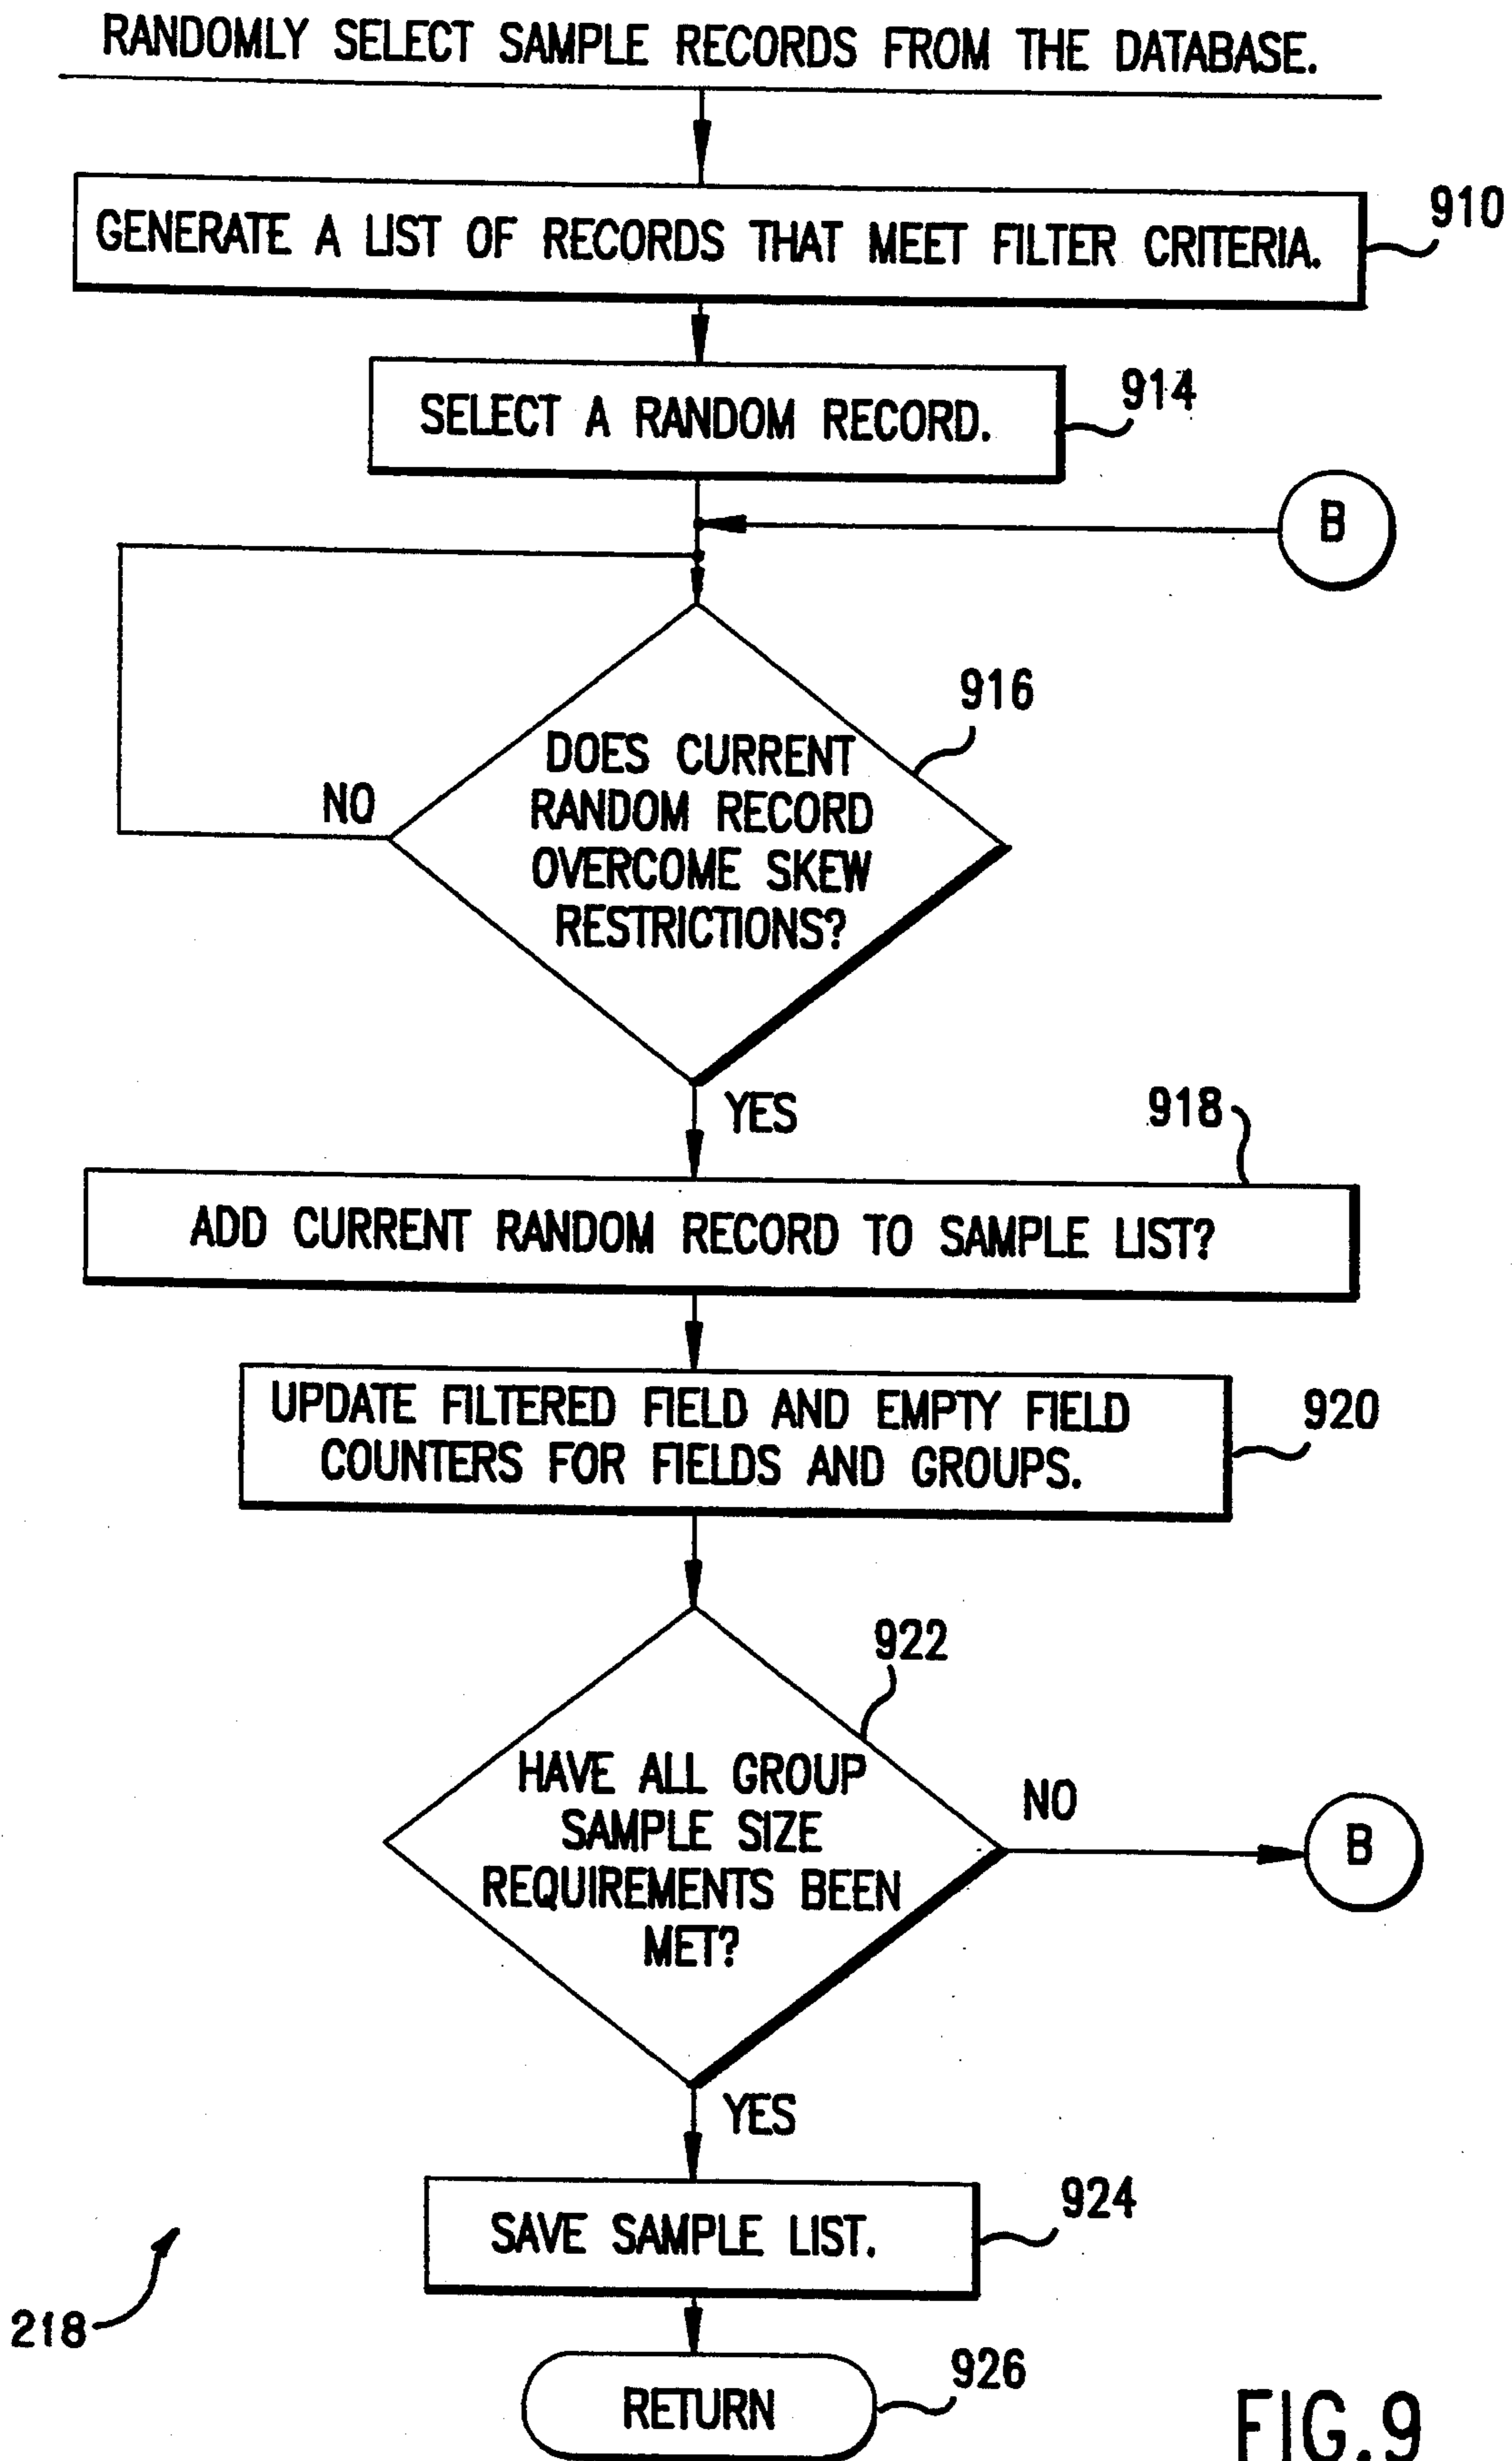 RANDOMLY SELECT SAMPLE RECORDS FROM THE DATABASE.
GENERATE A LIST OF RECORDS THAT MEET FILTER CRITERIA.
910
SELECT A RANDOM RECORD.
914
B
916
DOES CURRENT
RANDOM RECORD
OVERCOME SKEW
RESTRICTIONS?
NO
YES
918
ADD CURRENT RANDOM RECORD TO SAMPLE LIST?
UPDATE FILTERED FIELD AND EMPTY FIELD
COUNTERS FOR FIELDS AND GROUPS.
920
922
HAVE ALL GROUP
SAMPLE SIZE
REQUIREMENTS BEEN
MET?
NO
B
YES
SAVE SAMPLE LIST.
924
218
RETURN
926
FIG.9